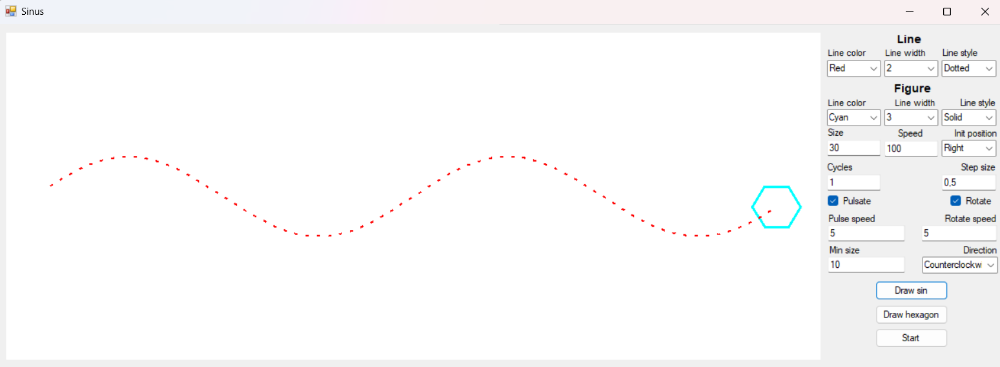 Sinus
Line
Line color Line width Line style
Red 2 Dotted
Figure
Line color Line width Line style
Cyan 3 Solid
Size Speed Init position
30 100 Right
Cycles Step size
1 0,5
Pulsate Rotate
Pulse speed Rotate speed
5 5
Min size Direction
10 Counterclockw
Draw sin
Draw hexagon
Start